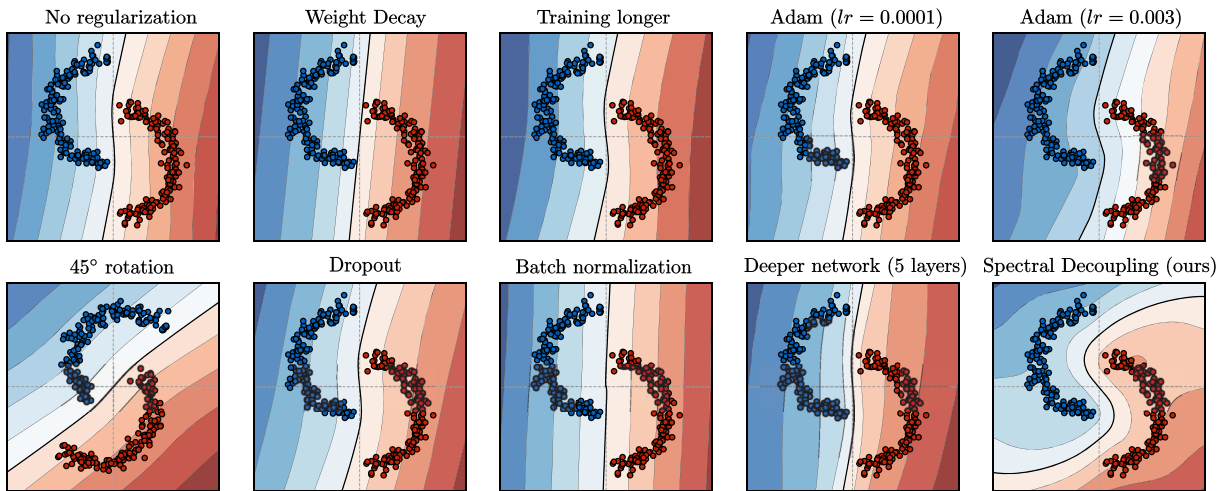 No regularization
Weight Decay
Training longer
Adam (lr = 0.0001)
Adam (lr = 0.003)
45° rotation
Dropout
Batch normalization
Deeper network (5 layers)
Spectral Decoupling (ours)